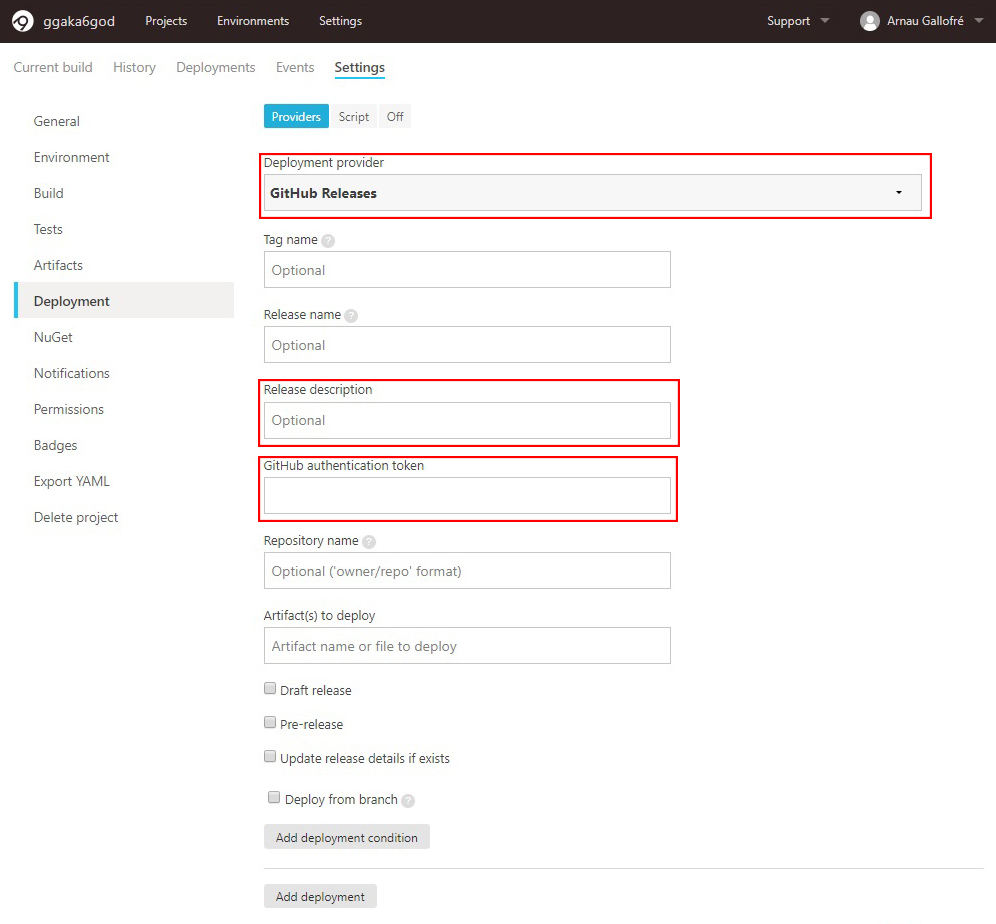 ggaka6god Projects Environments Settings Support Arnau Gallofré
Current build History Deployments Events Settings
General
Environment
Build
Tests
Artifacts
Deployment
NuGet
Notifications
Permissions
Badges
Export YAML
Delete project
Providers Script Off
Deployment provider
GitHub Releases
Tag name ?
Optional
Release name ?
Optional
Release description
Optional
GitHub authentication token
Repository name ?
Optional ('owner/repo' format)
Artifact(s) to deploy
Artifact name or file to deploy
Draft release
Pre-release
Update release details if exists
Deploy from branch ?
Add deployment condition
Add deployment